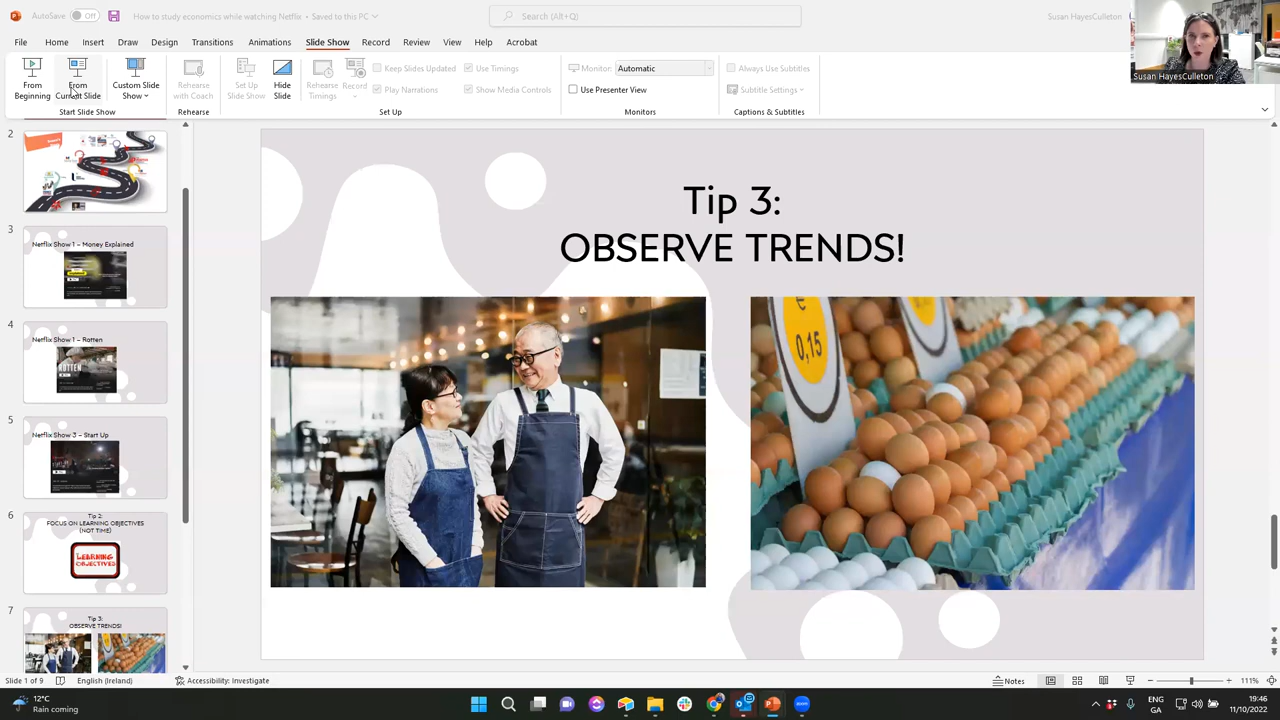 AutoSave
Off
How to study economics while watching Netflix • Saved to this PC
Search (Alt+Q)
Susan HayesCulleton
File
Home
Insert
Draw
Design
Transitions
Animations
Slide Show
Record
Review
View
Help
Acrobat
From Beginning
From Current Slide
Custom Slide Show
Rehearse with Coach
Set Up Slide Show
Hide Slide
Rehearse Timings
Record
Keep Slides Updated
Play Narrations
Use Timings
Show Media Controls
Monitor:
Automatic
Use Presenter View
Always Use Subtitles
Subtitle Settings
Start Slide Show
Rehearse
Set Up
Monitors
Captions & Subtitles
Susan HayesCulleton
2
3
Netflix Show 1 – Money Explained
4
Netflix Show 1 – Rotten
ROTTEN
5
Netflix Show 3 – Start Up
6
Tip 2:
FOCUS ON LEARNING OBJECTIVES
(NOT TIME)
LEARNING
OBJECTIVES
7
Tip 3:
OBSERVE TRENDS!
Tip 3:
OBSERVE TRENDS!
€
0,15
Slide 1 of 9
English (Ireland)
Accessibility: Investigate
Notes
111%
12°C
Rain coming
zoom
ENG
GA
19:46
11/10/2022